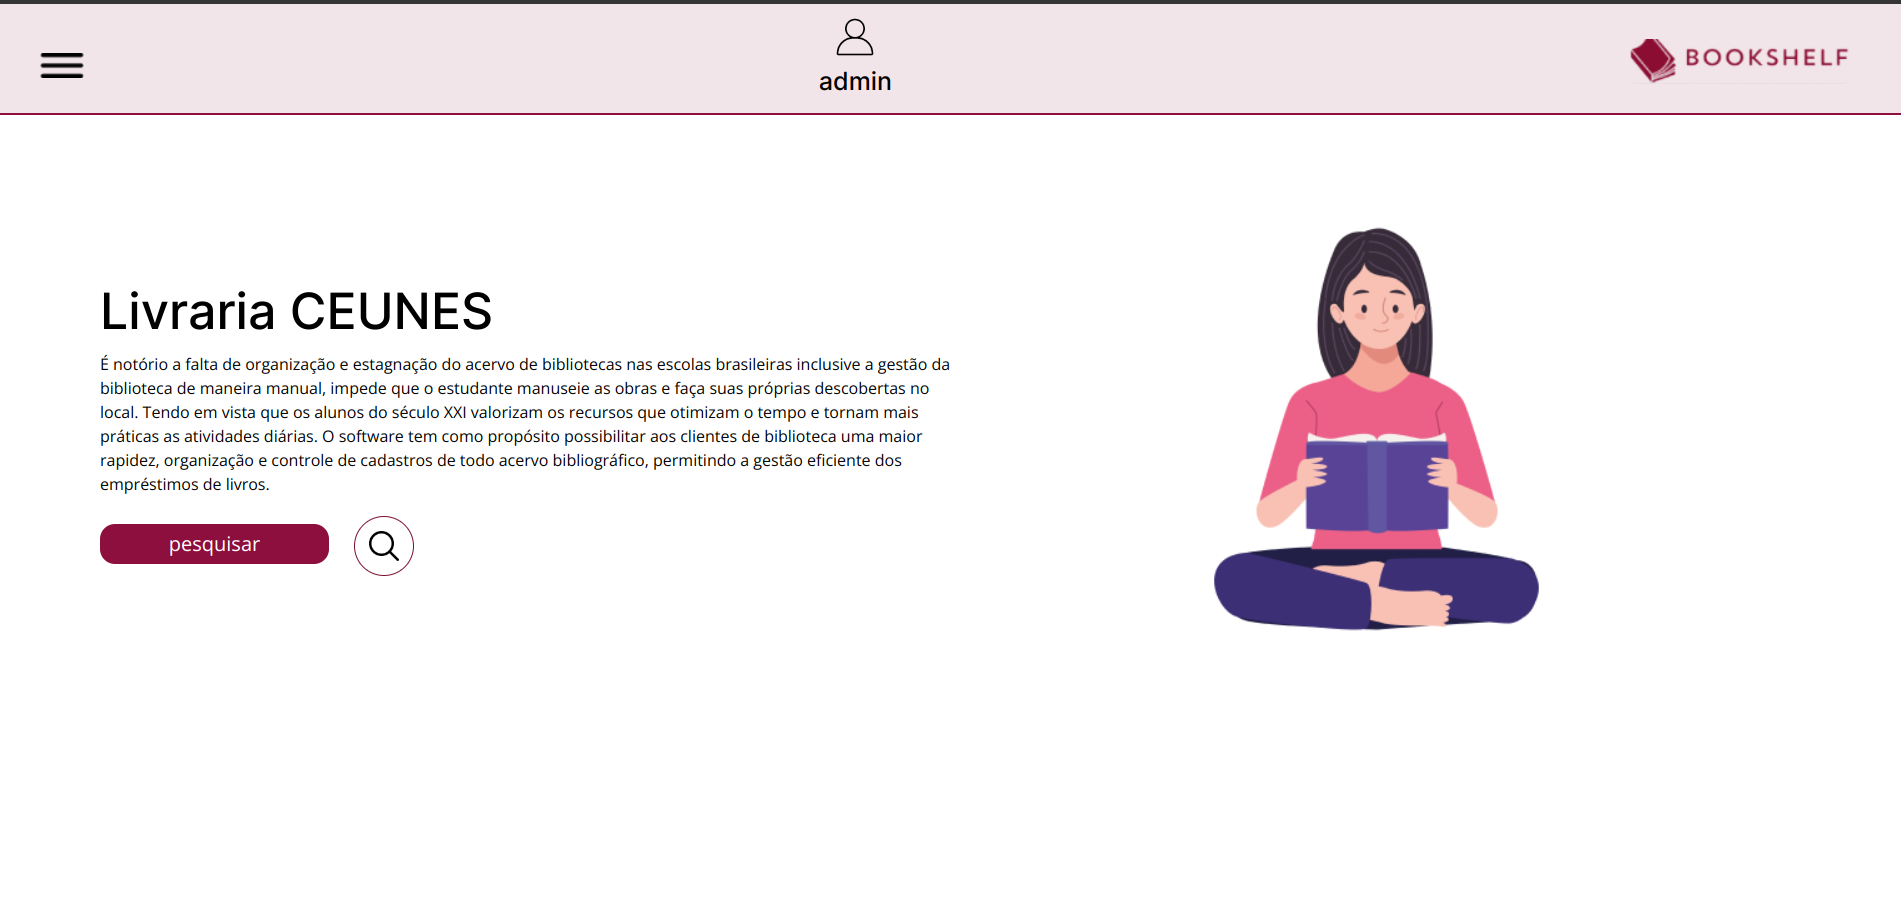 admin
BOOKSHELF
Livraria CEUNES
É notório a falta de organização e estagnação do acervo de bibliotecas nas escolas brasileiras inclusive a gestão da
biblioteca de maneira manual, impede que o estudante manuseie as obras e faça suas próprias descobertas no
local. Tendo em vista que os alunos do século XXI valorizam os recursos que otimizam o tempo e tornam mais
práticas as atividades diárias. O software tem como propósito possibilitar aos clientes de biblioteca uma maior
rapidez, organização e controle de cadastros de todo acervo bibliográfico, permitindo a gestão eficiente dos
empréstimos de livros.
pesquisar